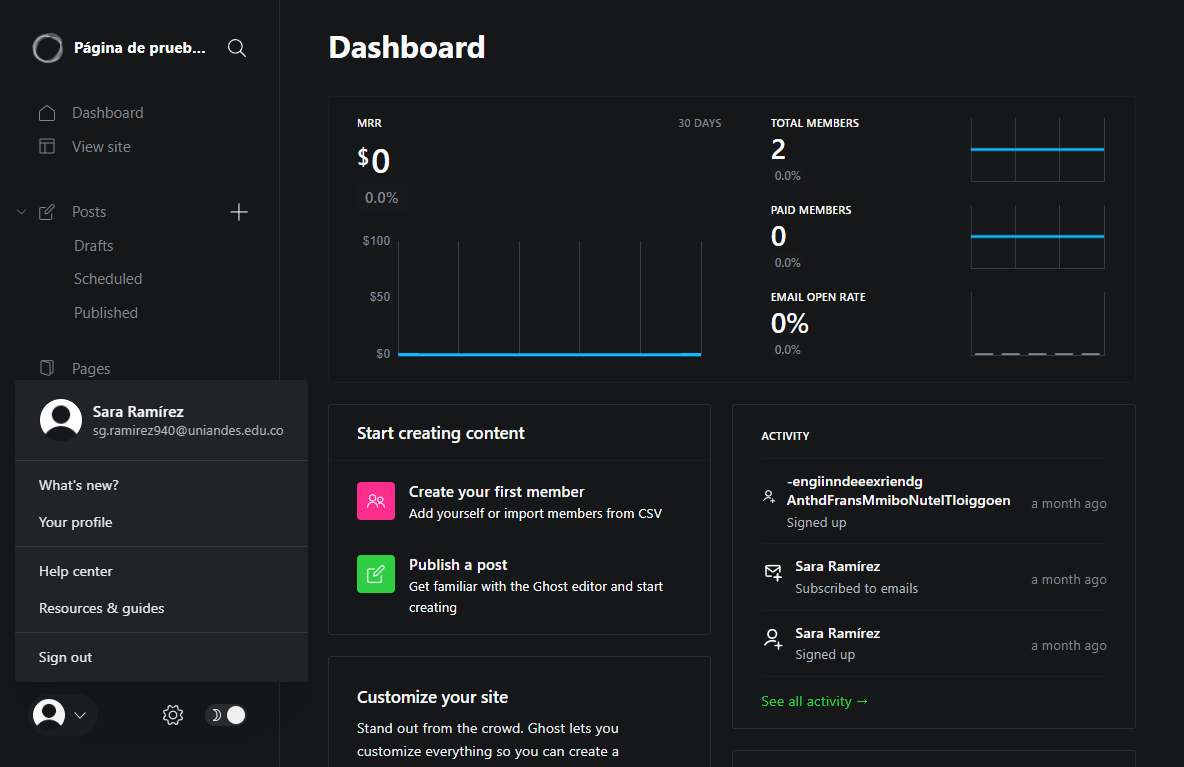 Página de prueb...
Dashboard
View site
Posts
Drafts
Scheduled
Published
Pages
Sara Ramírez
sg.ramirez940@uniandes.edu.co
What's new?
Your profile
Help center
Resources & guides
Sign out
Dashboard
MRR
30 DAYS
$0
0.0%
$100
$50
$0
TOTAL MEMBERS
2
0.0%
PAID MEMBERS
0
0.0%
EMAIL OPEN RATE
0%
0.0%
Start creating content
Create your first member
Add yourself or import members from CSV
Publish a post
Get familiar with the Ghost editor and start
creating
Customize your site
Stand out from the crowd. Ghost lets you
customize everything so you can create a
ACTIVITY
-engiinndeeexriendg
AnthdFransMmiboNutelTloiggoen
Signed up
a month ago
Sara Ramírez
Subscribed to emails
a month ago
Sara Ramírez
Signed up
a month ago
See all activity →